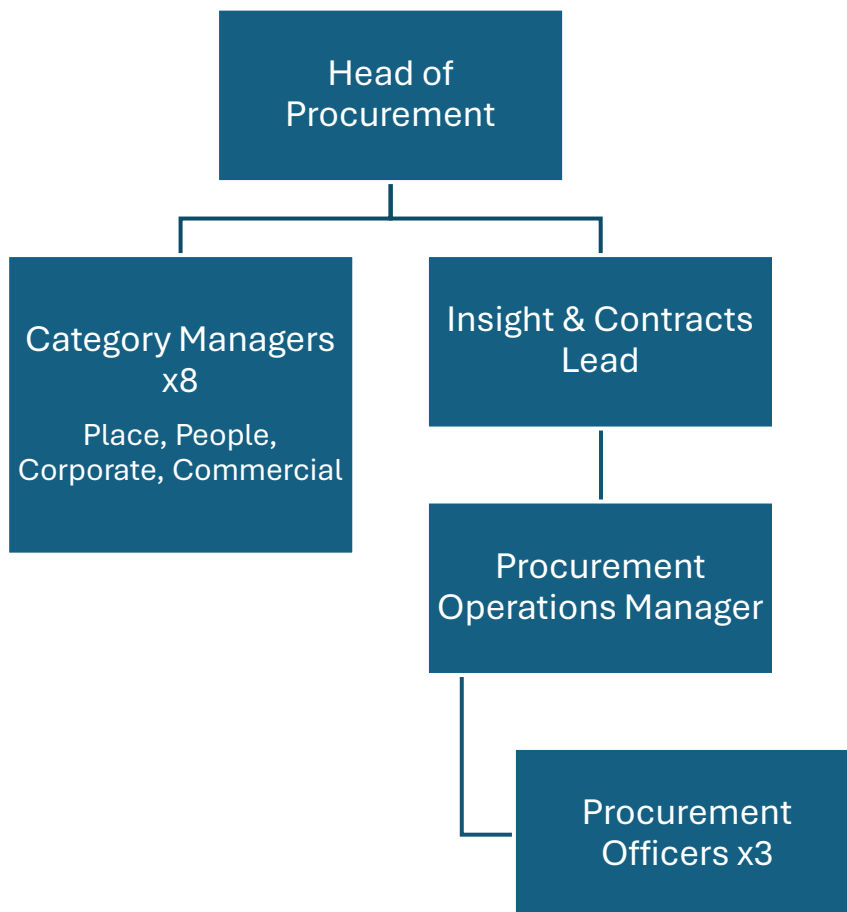 Head of
Procurement
Category Managers
x8
Place, People,
Corporate, Commercial
Insight & Contracts
Lead
Procurement
Operations Manager
Procurement
Officers x3